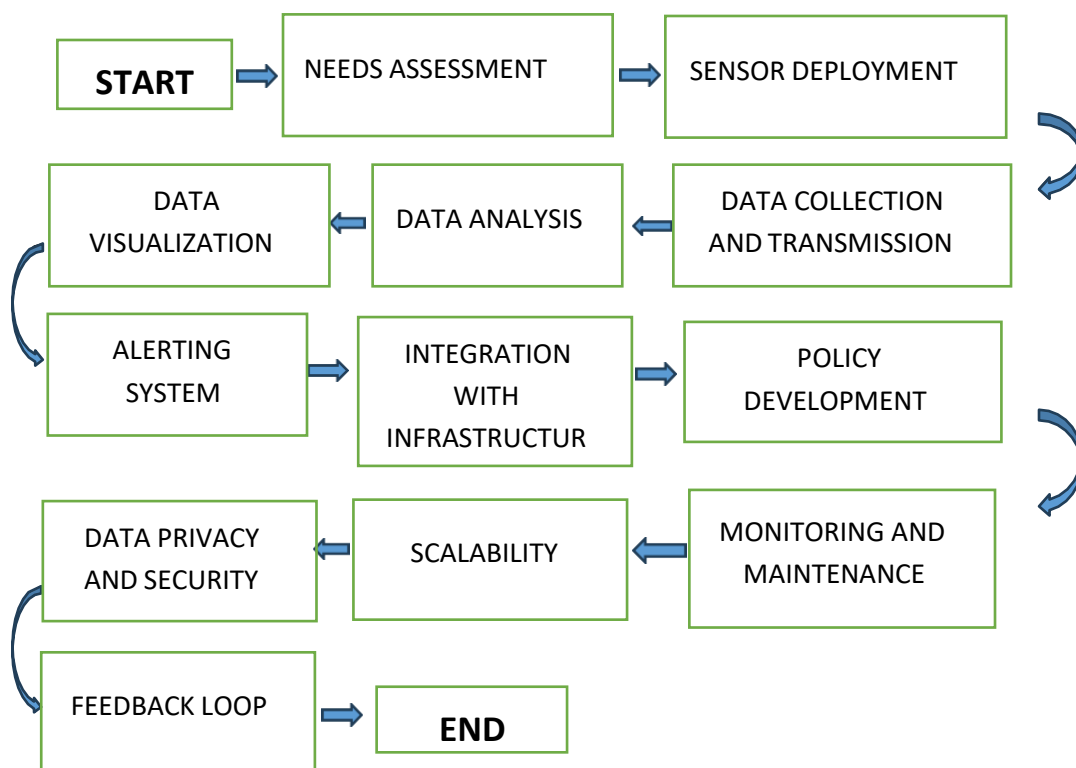 START
NEEDS ASSESSMENT
SENSOR DEPLOYMENT
DATA COLLECTION
AND TRANSMISSION
DATA ANALYSIS
DATA
VISUALIZATION
ALERTING
SYSTEM
INTEGRATION
WITH
INFRASTRUCTUR
POLICY
DEVELOPMENT
MONITORING AND
MAINTENANCE
SCALABILITY
DATA PRIVACY
AND SECURITY
FEEDBACK LOOP
END